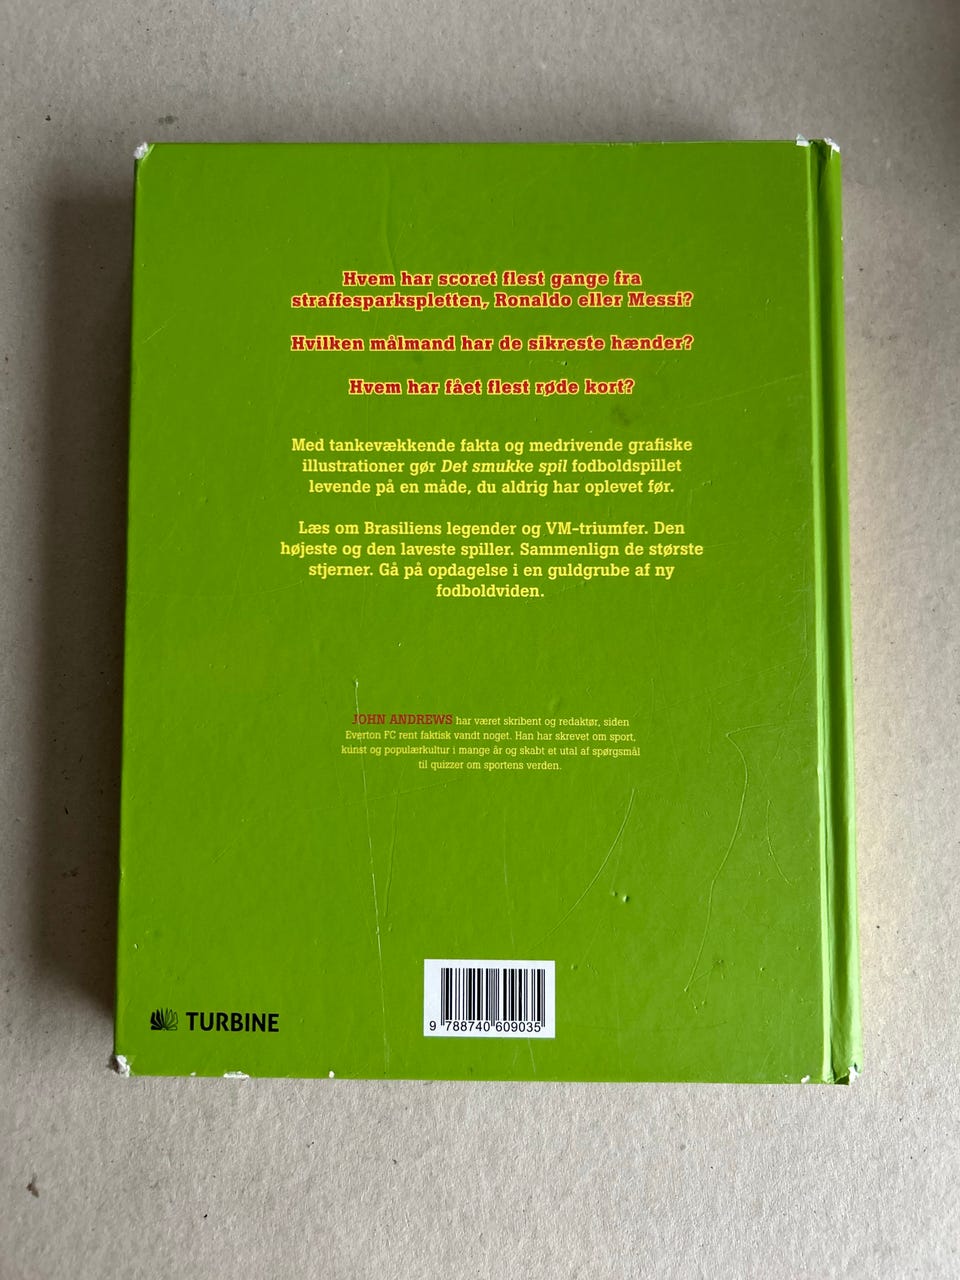 Hvem har scoret flest gange fra
straffesparkspletten, Ronaldo eller Messi?
Hvilken målmand har de sikreste hænder?
Hvem har fået flest røde kort?
Med tankevækkende fakta og medrivende grafiske
illustrationer gør Det smukke spil fodboldspillet
levende på en måde, du aldrig har oplevet før.
Læs om Brasiliens legender og VM-triumfer. Den
højeste og den laveste spiller. Sammenlign de største
stjerner. Gå på opdagelse i en guldgrube af ny
fodboldviden.
JOHN ANDREWS har været skribent og redaktør, siden
Everton FC rent faktisk vandt noget. Han har skrevet om sport,
kunst og populærkultur i mange år og skabt et utal af spørgsmål
til quizzer om sportens verden.
TURBINE
9 788740 609035